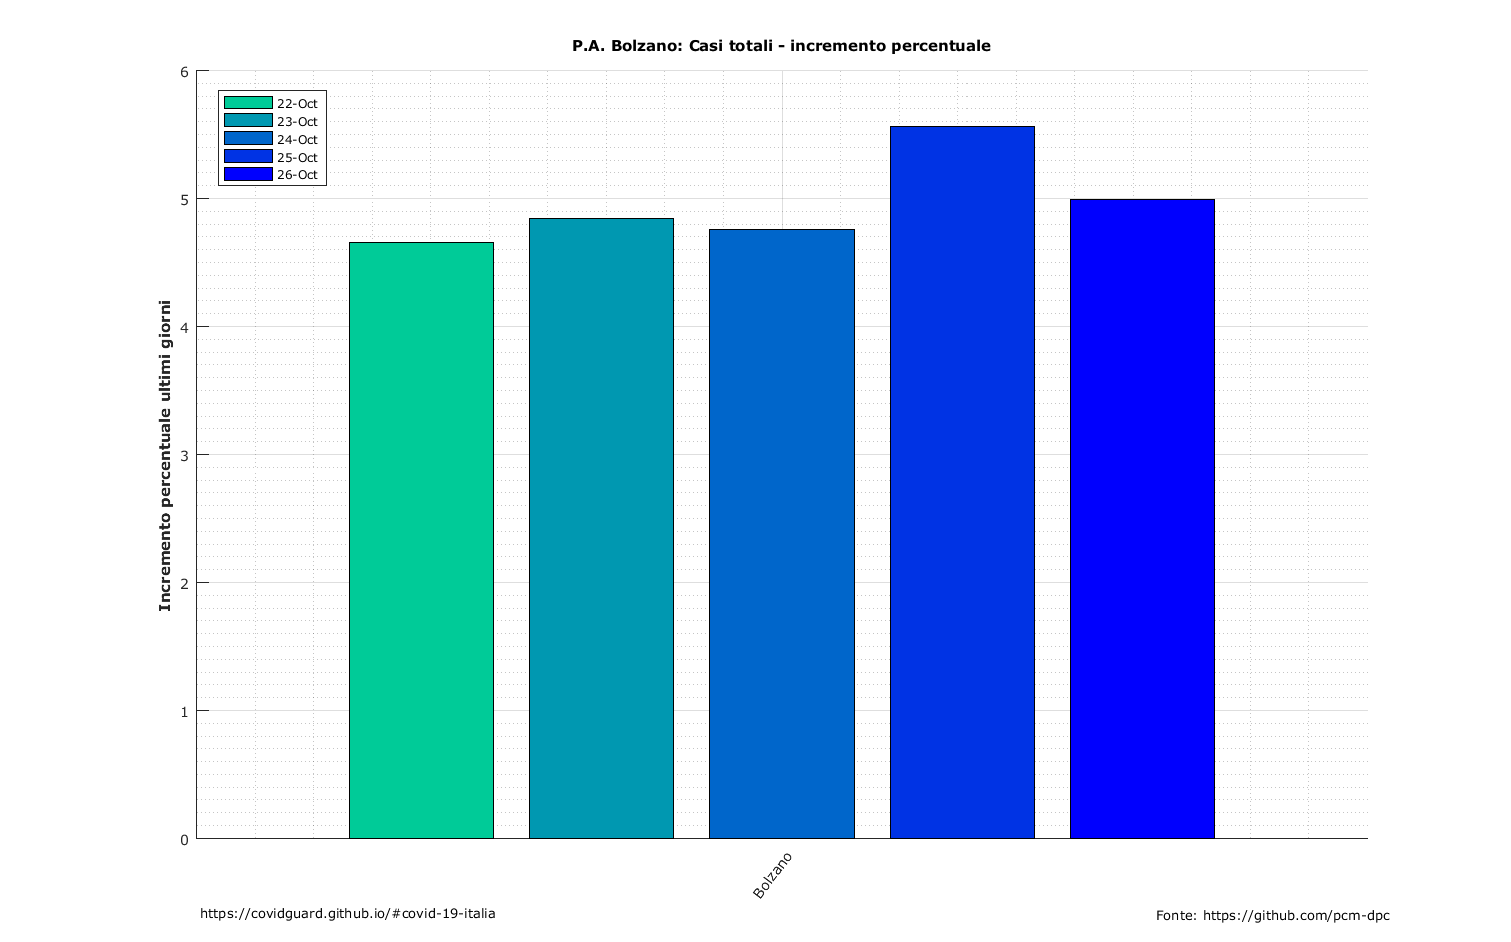 P.A. Bolzano: Casi totali - incremento percentuale
6
5
4
3
2
1
0
22-Oct
23-Oct
24-Oct
25-Oct
26-Oct
Incremento percentuale ultimi giorni
Bolzano
https://covidguard.github.io/#covid-19-italia
Fonte: https://github.com/pcm-dpc